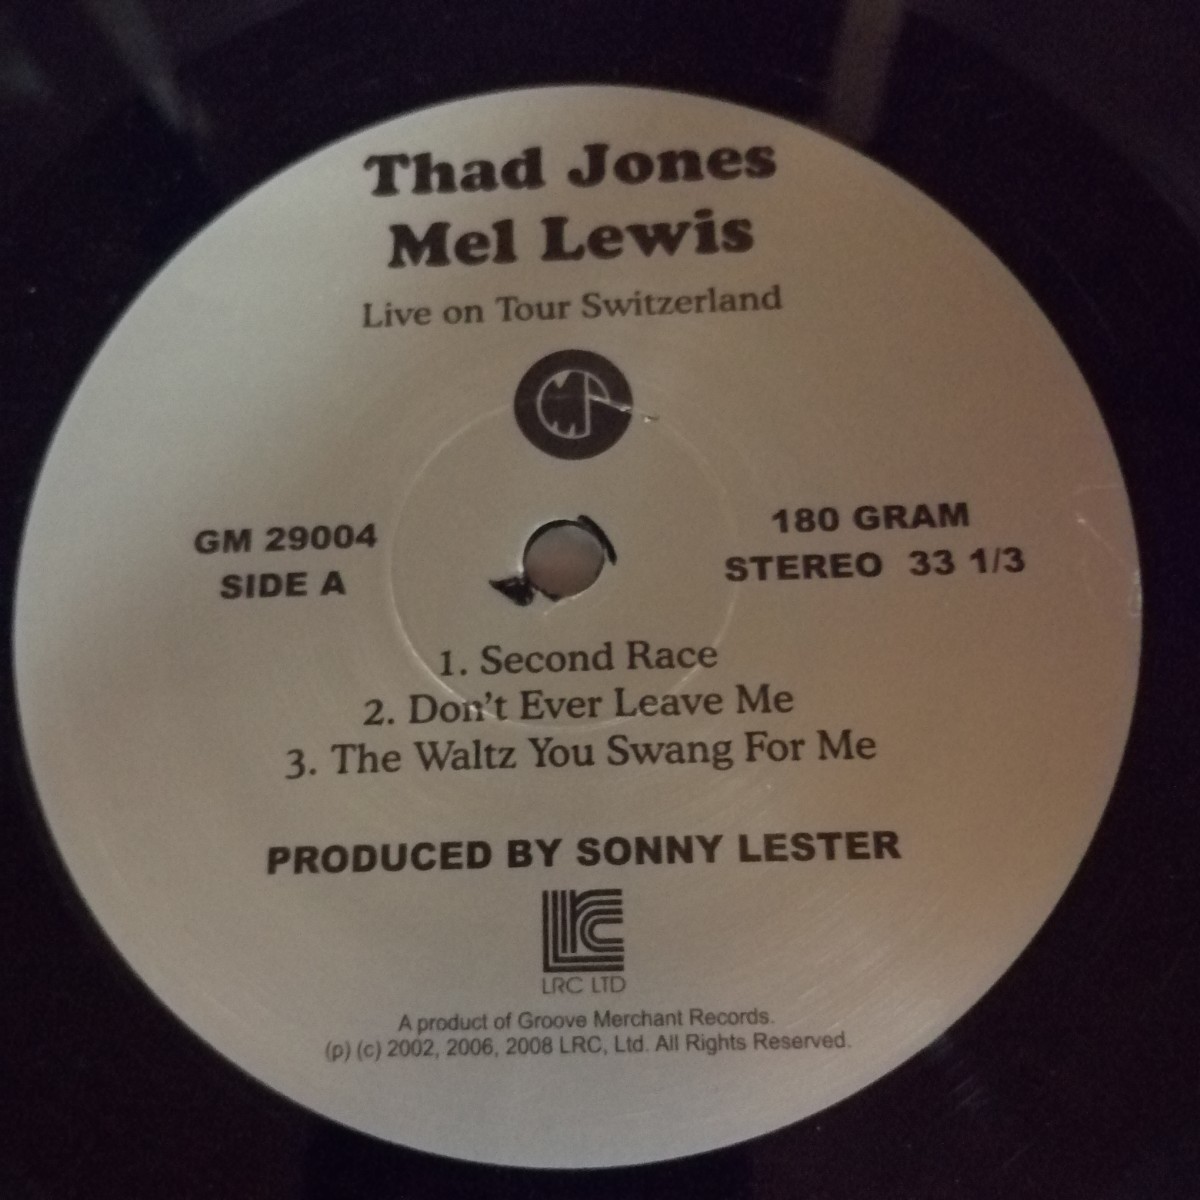 Thad Jones
Mel Lewis
Live on Tour Switzerland
GM 29004
SIDE A
180 GRAM
STEREO 33 1/3
1. Second Race
2. Don't Ever Leave Me
3. The Waltz You Swang For Me
PRODUCED BY SONNY LESTER
LRC LTD
A product of Groove Merchant Records.
(p) (c) 2002, 2006, 2008 LRC, Ltd. All Rights Reserved.